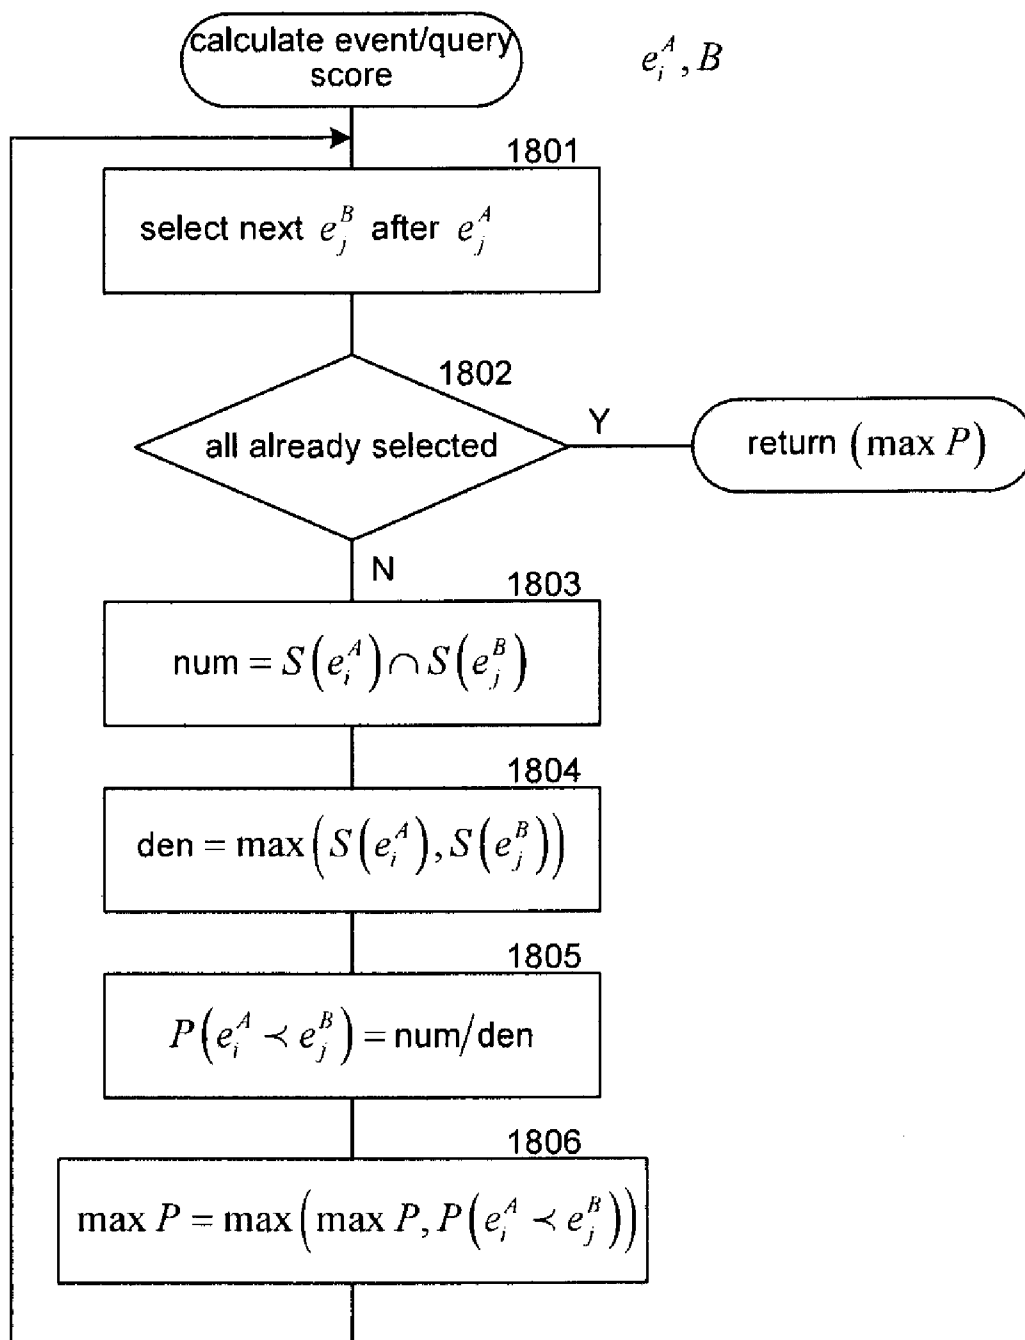 calculate event/query
score
e_i^A, B
1801
select next e_j^B after e_j^A
1802
all already selected
Y
return (max P)
N
1803
num = S(e_i^A) ∩ S(e_j^B)
1804
den = max(S(e_i^A), S(e_j^B))
1805
P(e_i^A ≺ e_j^B) = num/den
1806
max P = max(max P, P(e_i^A ≺ e_j^B))